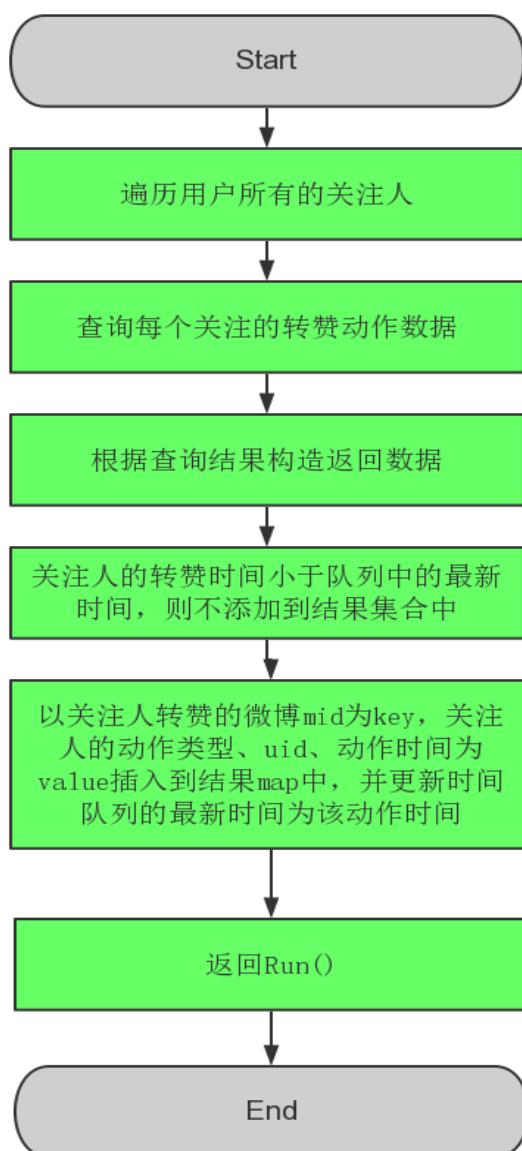 Start
遍历用户所有的关注人
查询每个关注的转赞动作数据
根据查询结果构造返回数据
关注人的转赞时间小于队列中的最新
时间，则不添加到结果集合中
以关注人转赞的微博mid为key，关注
人的动作类型、uid、动作时间为
value插入到结果map中，并更新时间
队列的最新时间为该动作时间
返回Run()
End